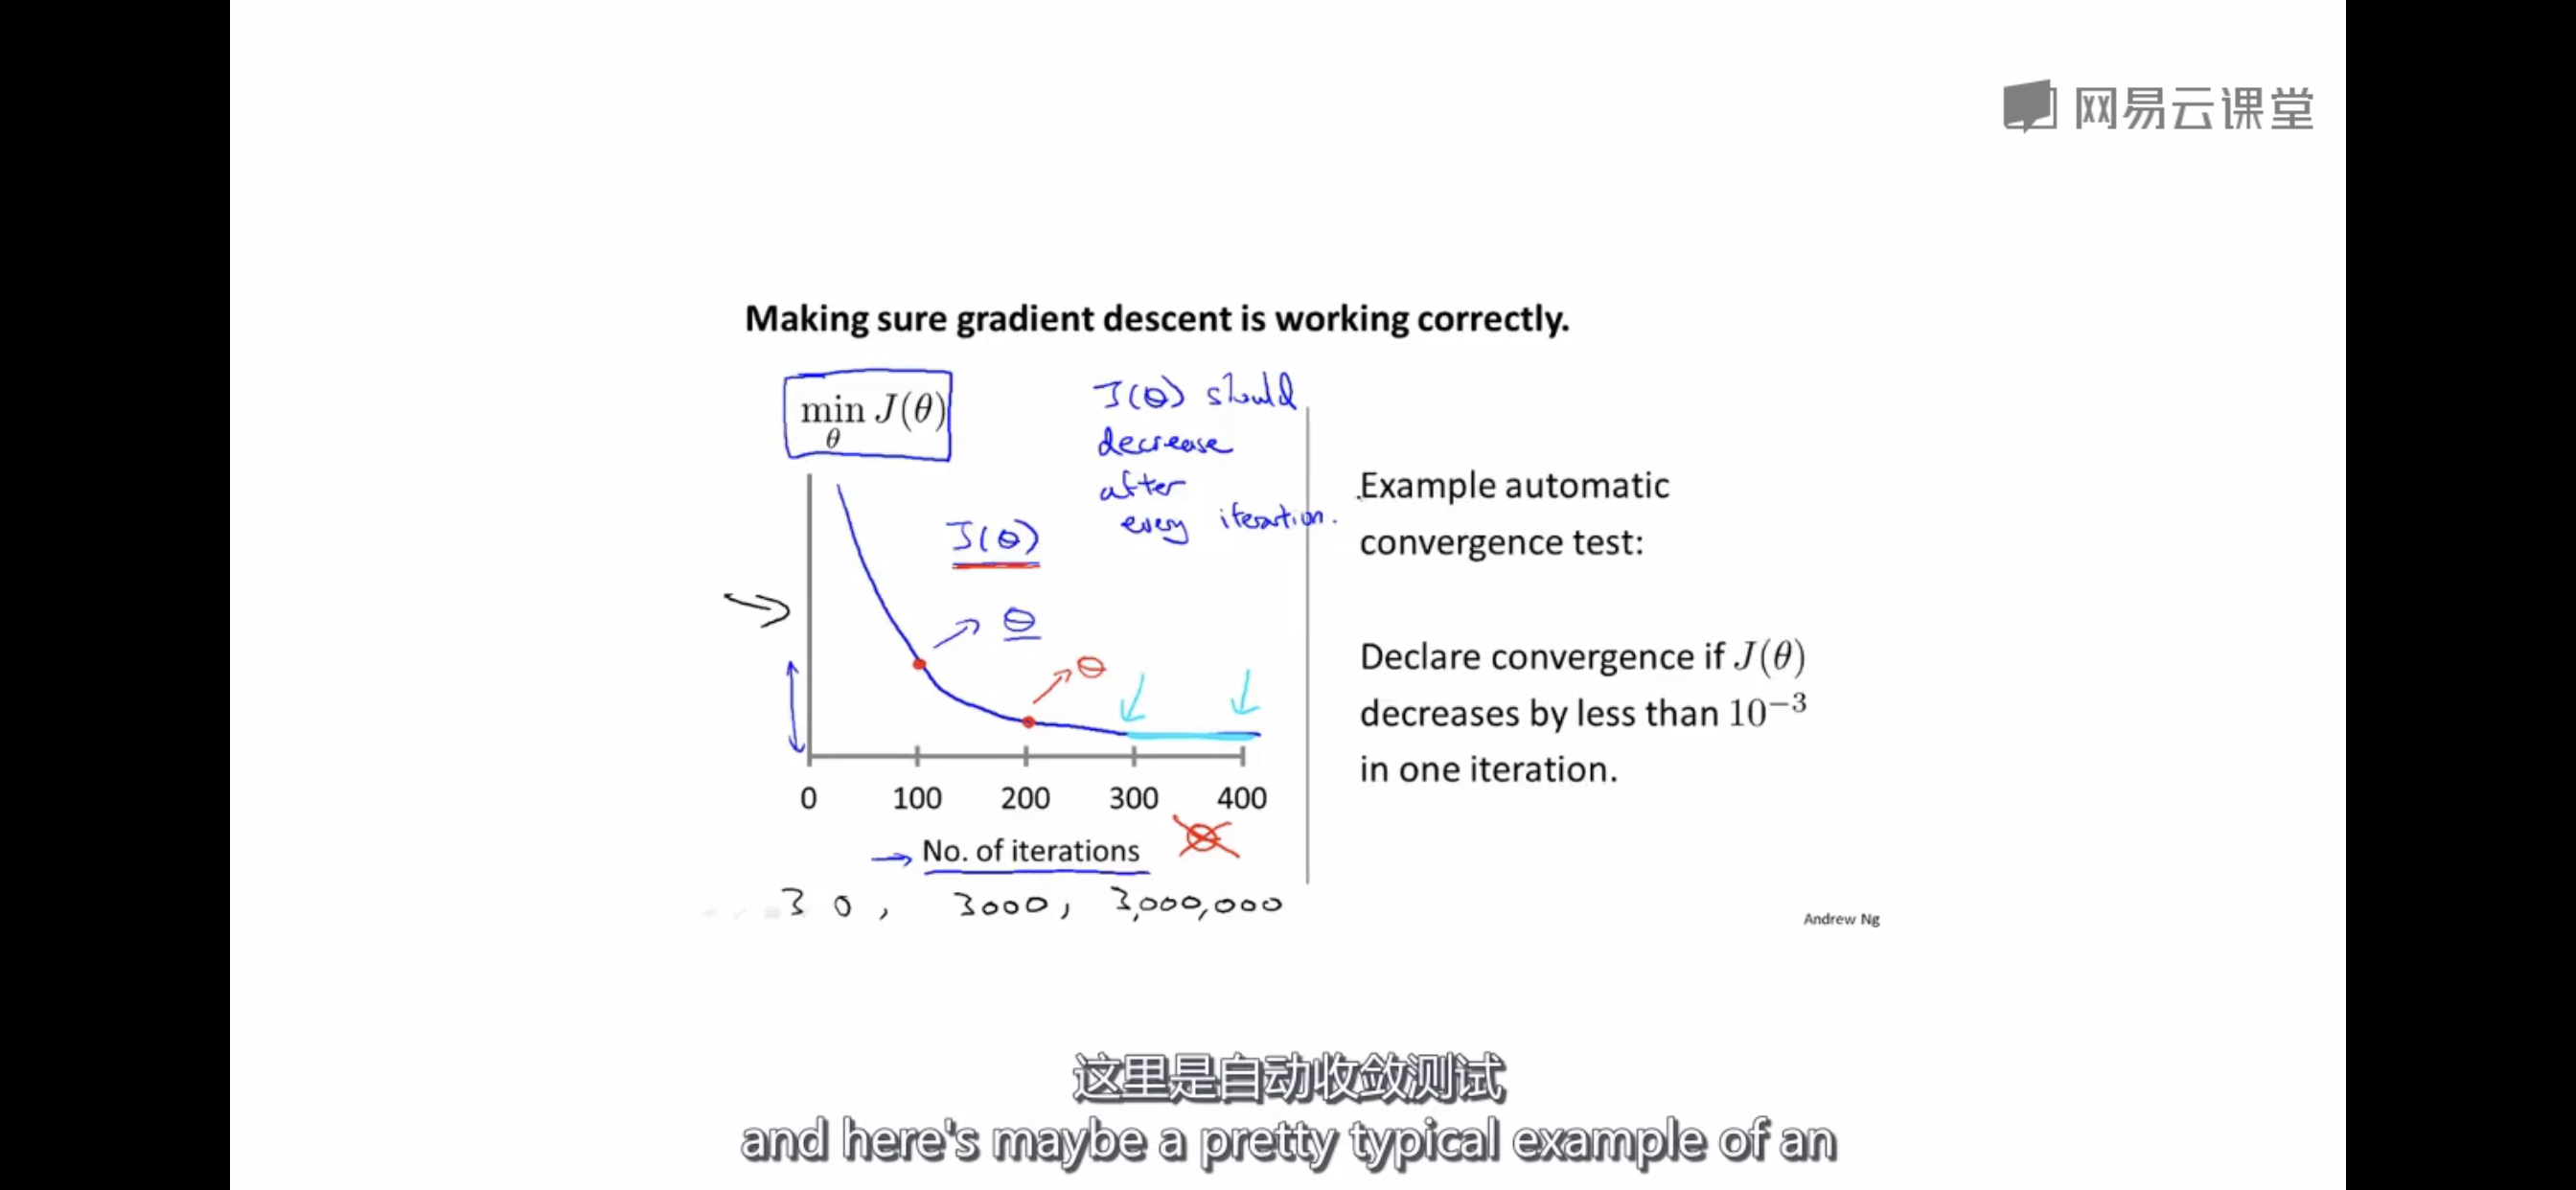 网易云课堂
Making sure gradient descent is working correctly.
min J(θ)
θ
J(θ) should
decrease
after
every iteration.
J(θ)
θ
θ
0 100 200 300 400
No. of iterations
30, 3000, 3,000,000
Example automatic
convergence test:
Declare convergence if J(θ)
decreases by less than 10⁻³
in one iteration.
Andrew Ng
这里是自动收敛测试
and here's maybe a pretty typical example of an